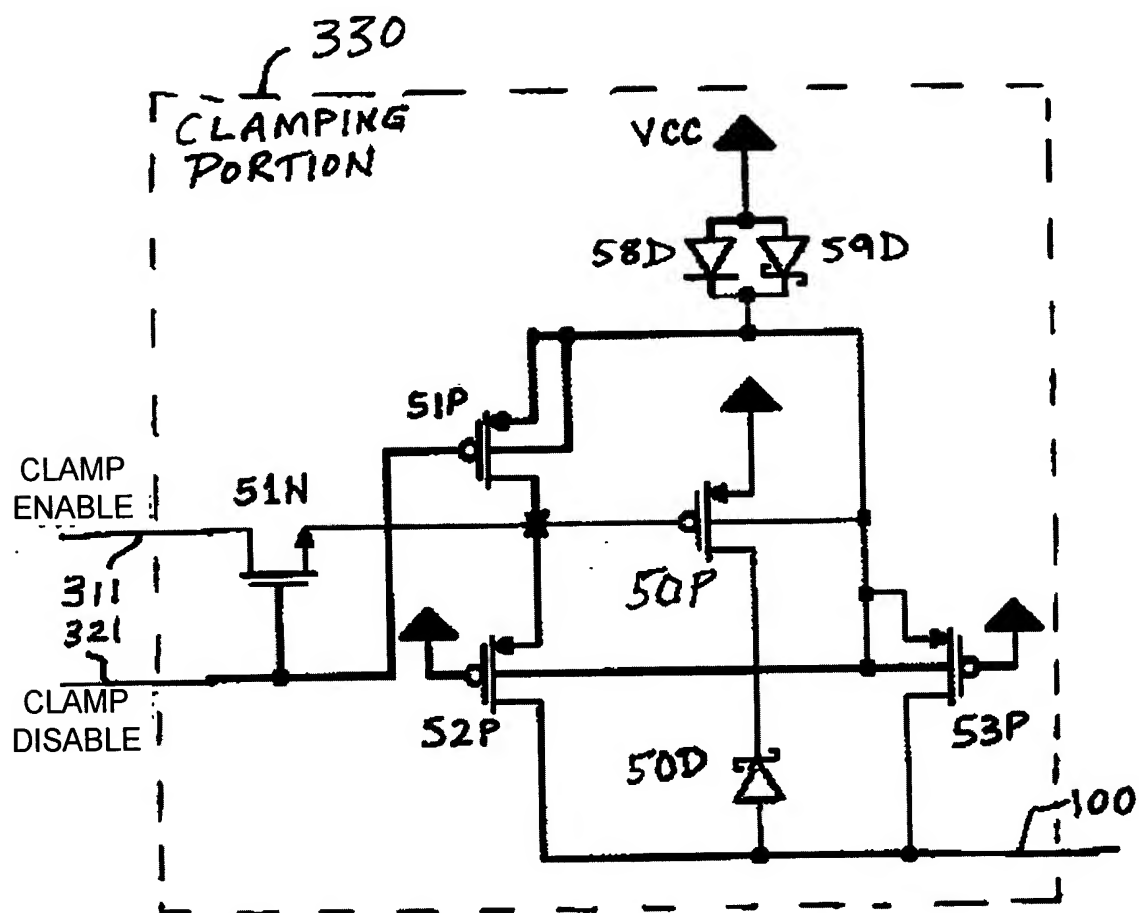 330
CLAMPING
PORTION
VCC
58D
59D
51P
CLAMP
ENABLE
51N
311
321
50P
CLAMP
DISABLE
52P
50D
53P
100